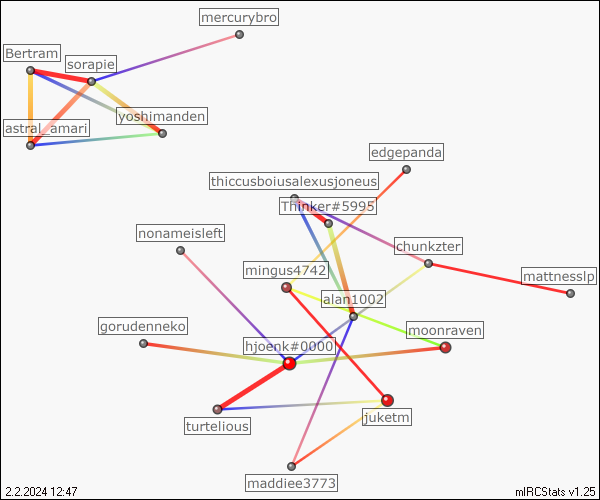 mercurybro
Bertram
sorapie
yoshimanden
astral_amari
edgepanda
thiccusboiusalexusjoneus
Thinker#5995
nonameisleft
chunkzter
mingus4742
mattnesslp
alan1002
gorudenneko
moonraven
hjoenk#0000
juketm
turtelious
maddiee3773
2.2.2024 12:47
mIRCStats v1.25